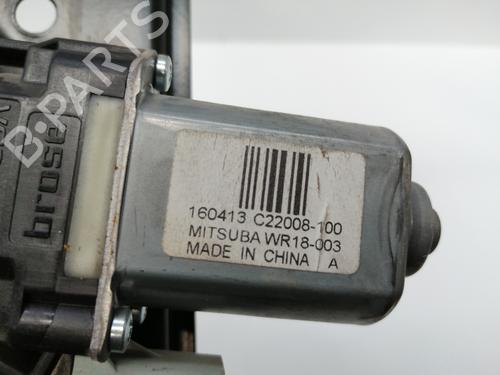 160413 C22008-100
MITSUBA WR18-003
MADE IN CHINA A
brose
B-PARTS